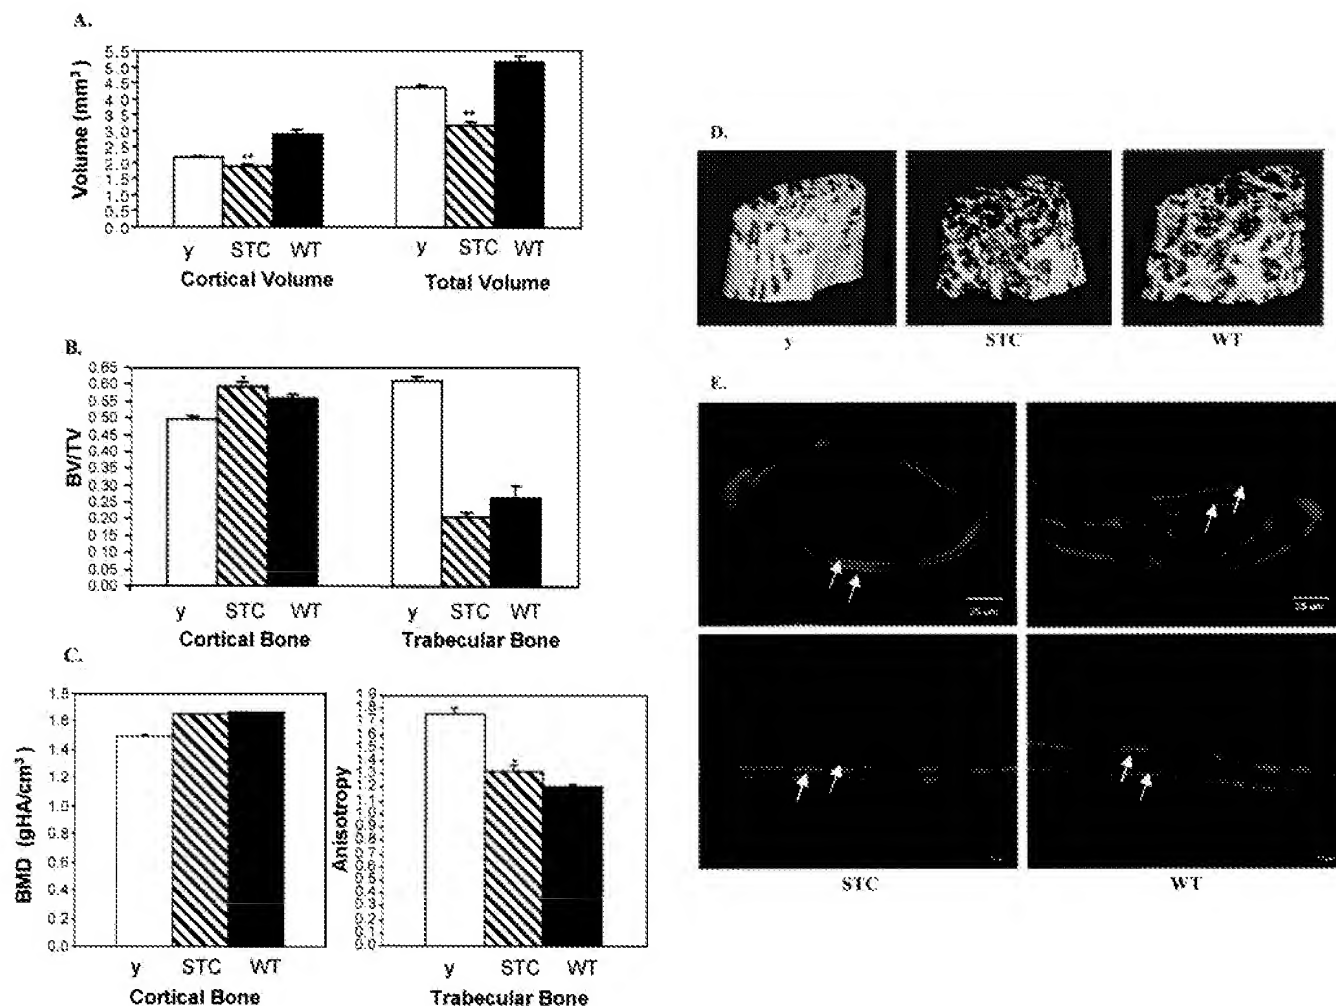 A.
Volume (mm³)
5.5
5.0
4.5
4.0
3.5
3.0
2.5
2.0
1.5
1.0
0.5
0.0
‡
‡
y STC WT
Cortical Volume
y STC WT
Total Volume
B.
BV/TV
0.65
0.60
0.55
0.50
0.45
0.40
0.35
0.30
0.25
0.20
0.15
0.10
0.05
0.00
y STC WT
Cortical Bone
y STC WT
Trabecular Bone
C.
BMD (gHA/cm³)
1.8
1.6
1.4
1.2
1.0
0.8
0.6
0.4
0.2
0.0
y STC WT
Cortical Bone
Anisotropy
y STC WT
Trabecular Bone
D.
y STC WT
E.
25 um
25 um
STC WT